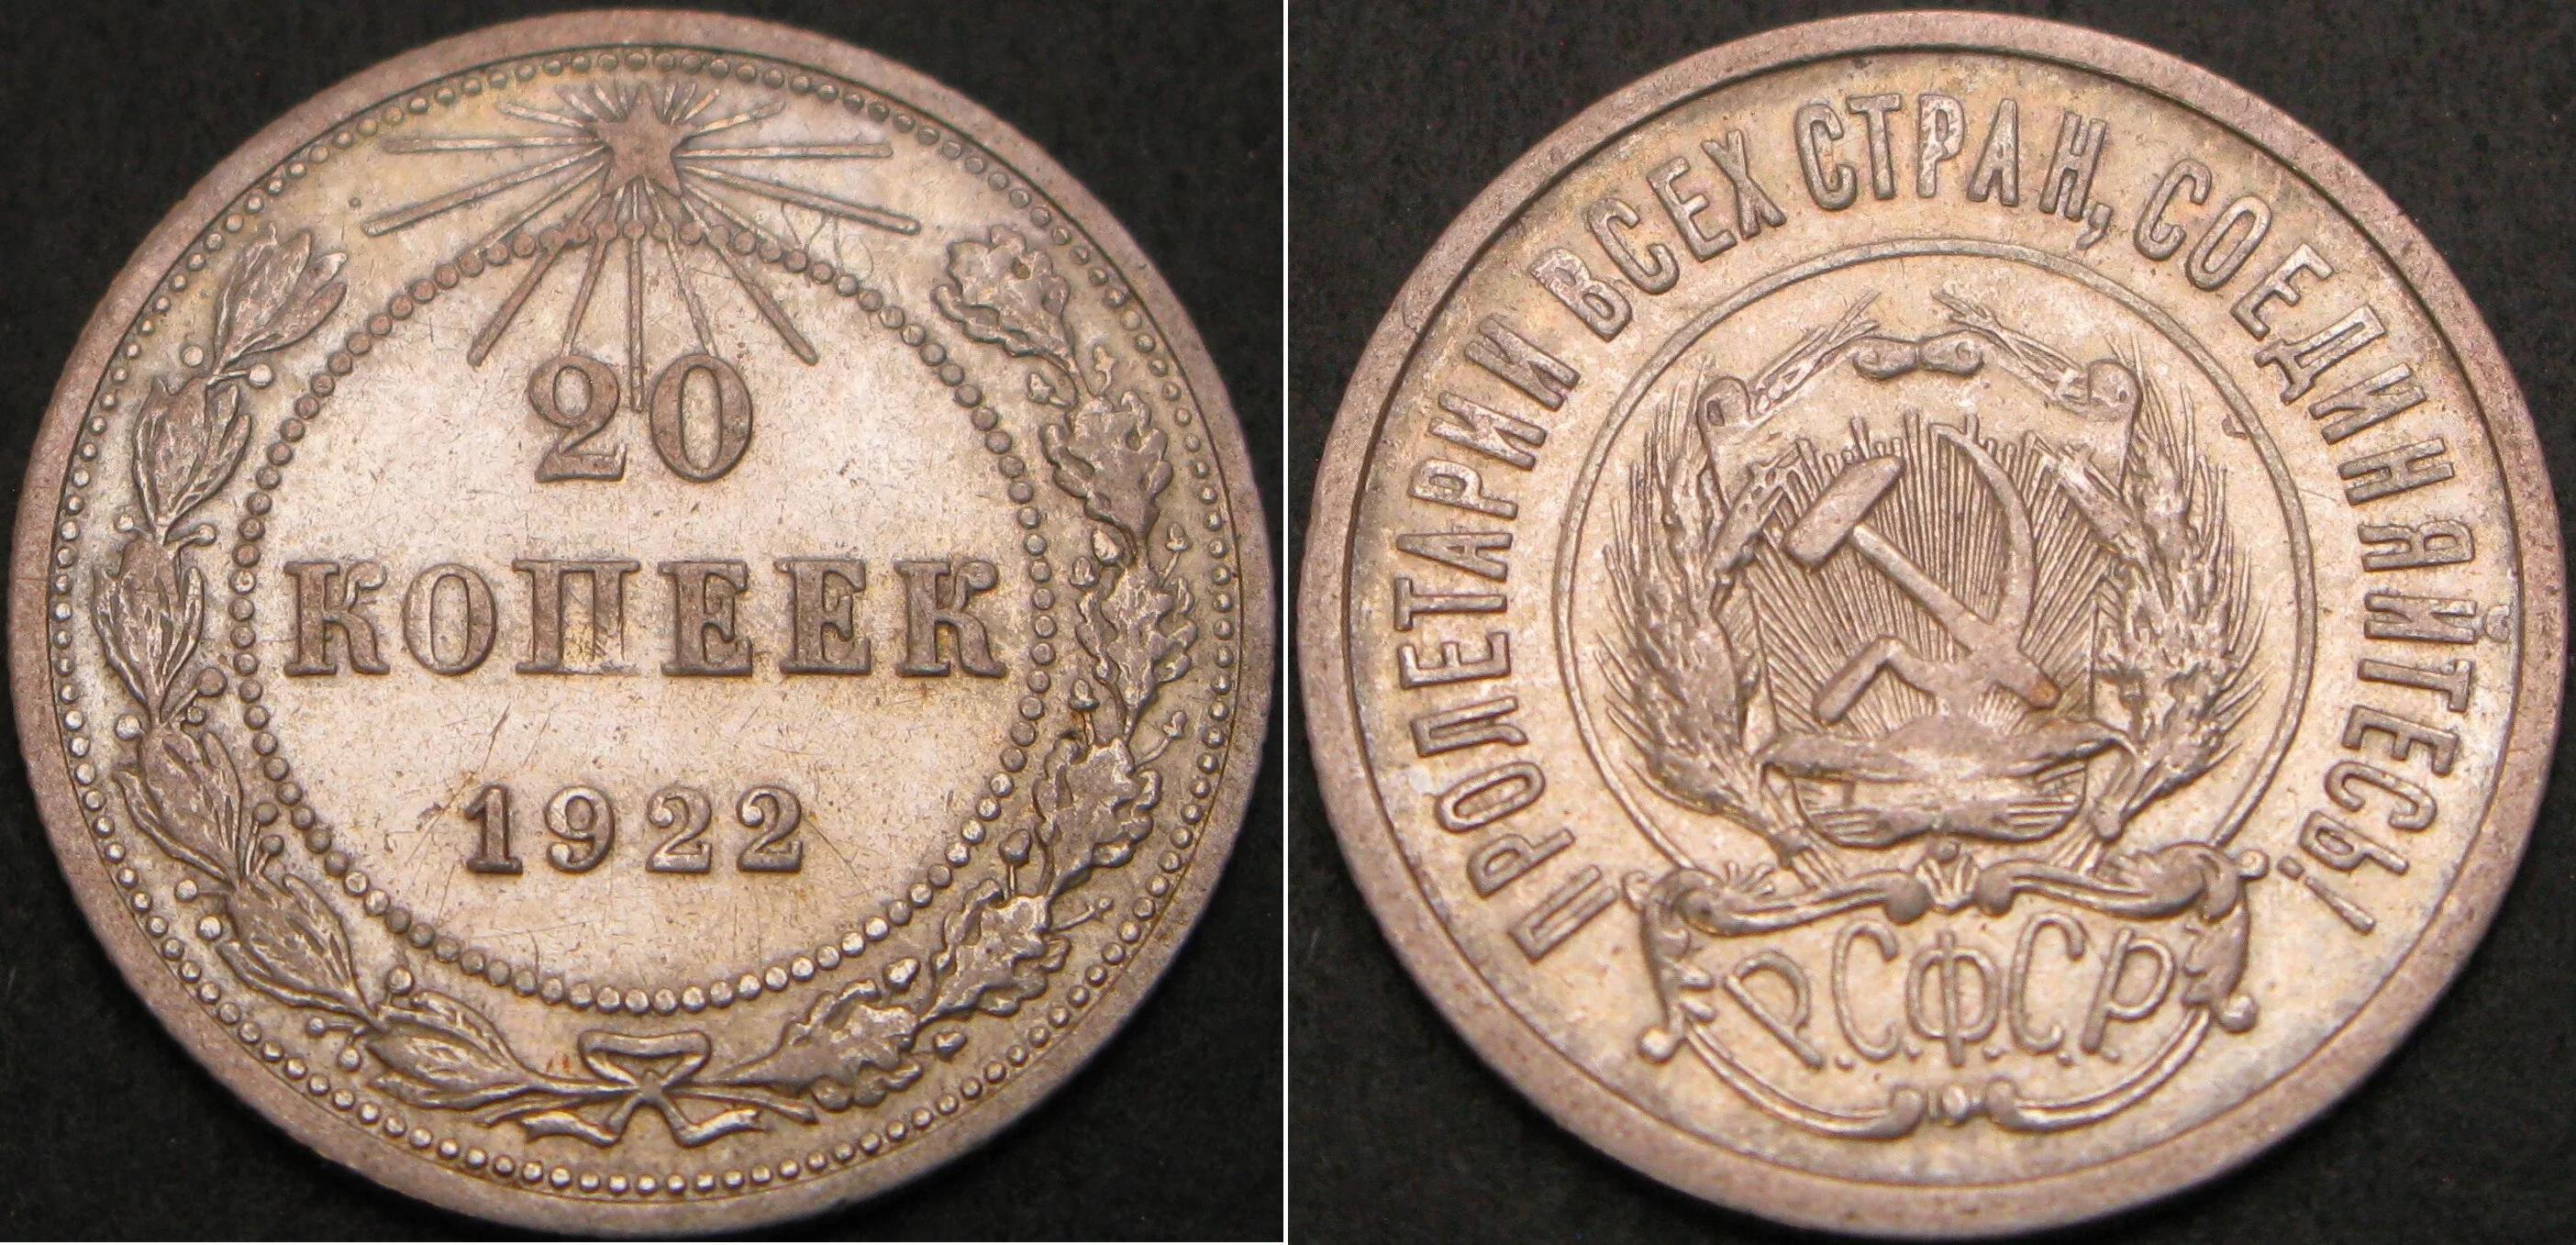 20
КОПЕЕК
1922
ПРОЛЕТАРИИ ВСЕХ СТРАН, СОЕДИНЯЙТЕСЬ!
Р.С.Ф.С.Р.